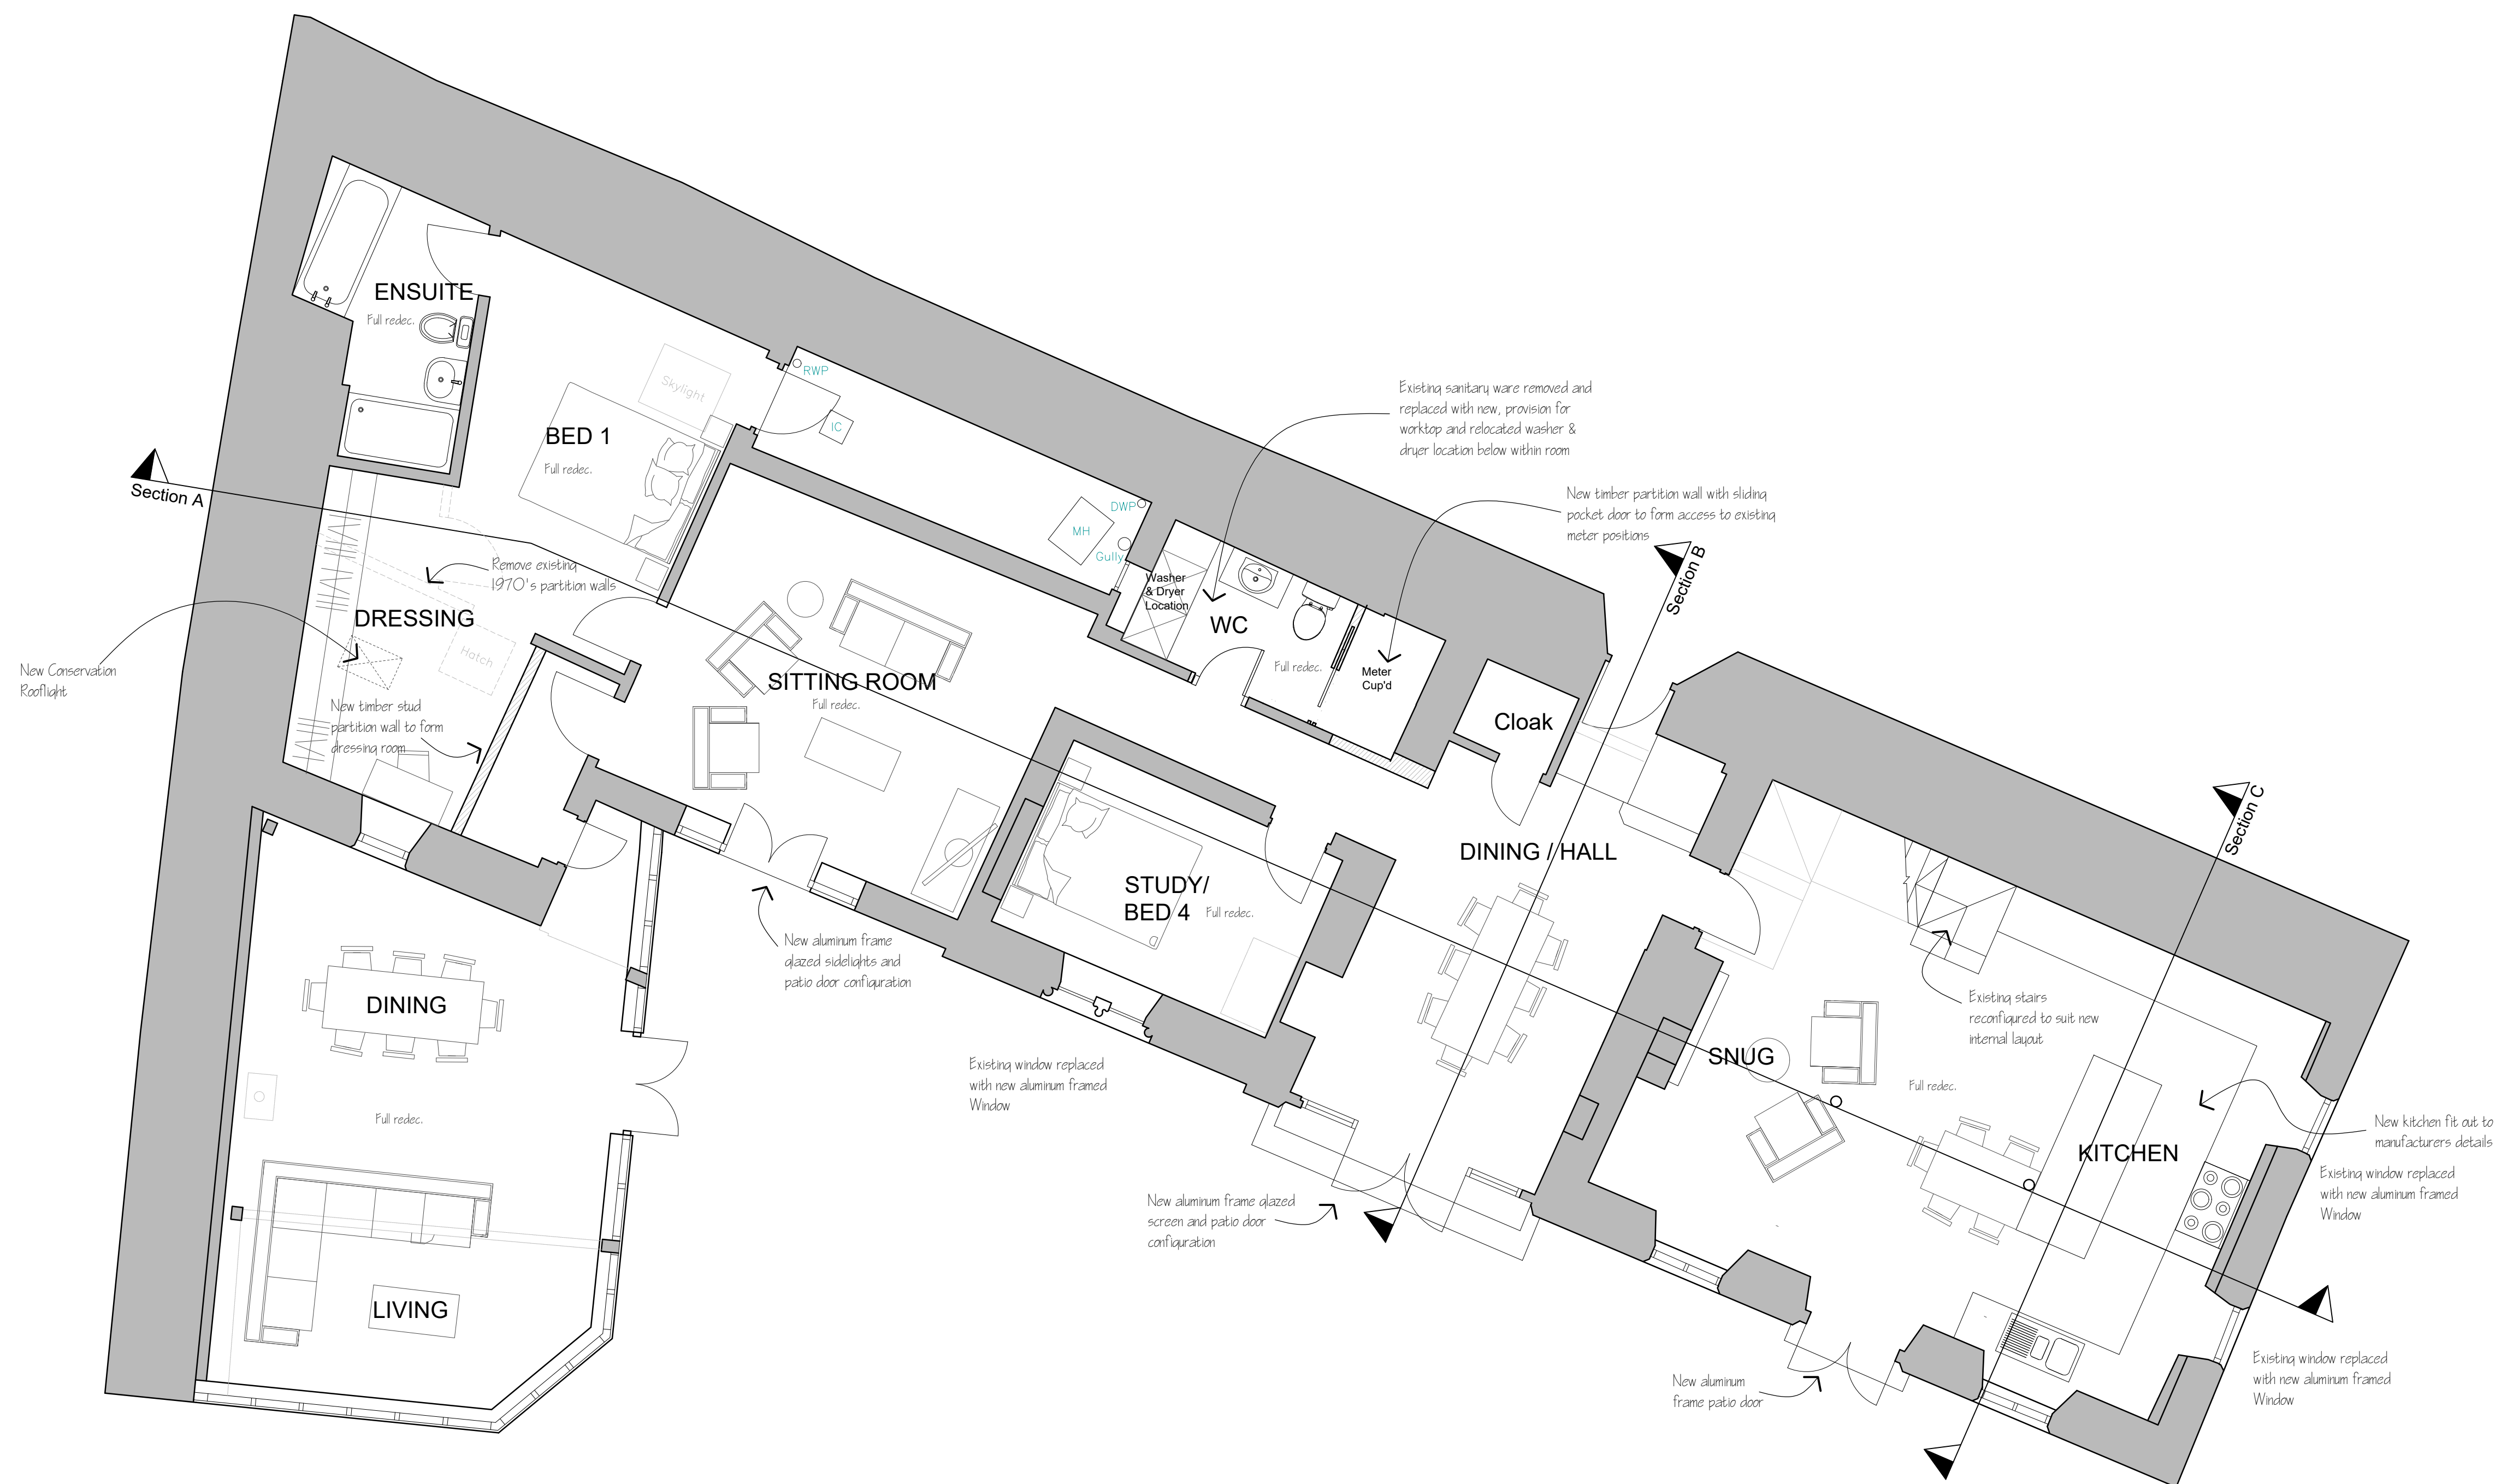 ENSUITE
Full redec.
Skylight
BED 1
Full redec.
RWP
IC
DWP
MH
Gully
Section A
Remove existing
1970's partition walls
DRESSING
Hatch
New Conservation
Rooflight
New timber stud
partition wall to form
dressing room
SITTING ROOM
Full redec.
Existing sanitary ware removed and
replaced with new, provision for
worktop and relocated washer &
dryer location below within room
New timber partition wall with sliding
pocket door to form access to existing
meter positions
Washer
& Dryer
Location
WC
Full redec.
Meter
Cup'd
Section B
Cloak
DINING / HALL
STUDY/
BED 4
Full redec.
Section C
New aluminum frame
glazed sidelights and
patio door configuration
DINING
Full redec.
LIVING
Existing window replaced
with new aluminum framed
Window
New aluminum frame glazed
screen and patio door
configuration
SNUG
Full redec.
Existing stairs
reconfigured to suit new
internal layout
KITCHEN
New kitchen fit out to
manufacturers details
Existing window replaced
with new aluminum framed
Window
Existing window replaced
with new aluminum framed
Window
New aluminum
frame patio door